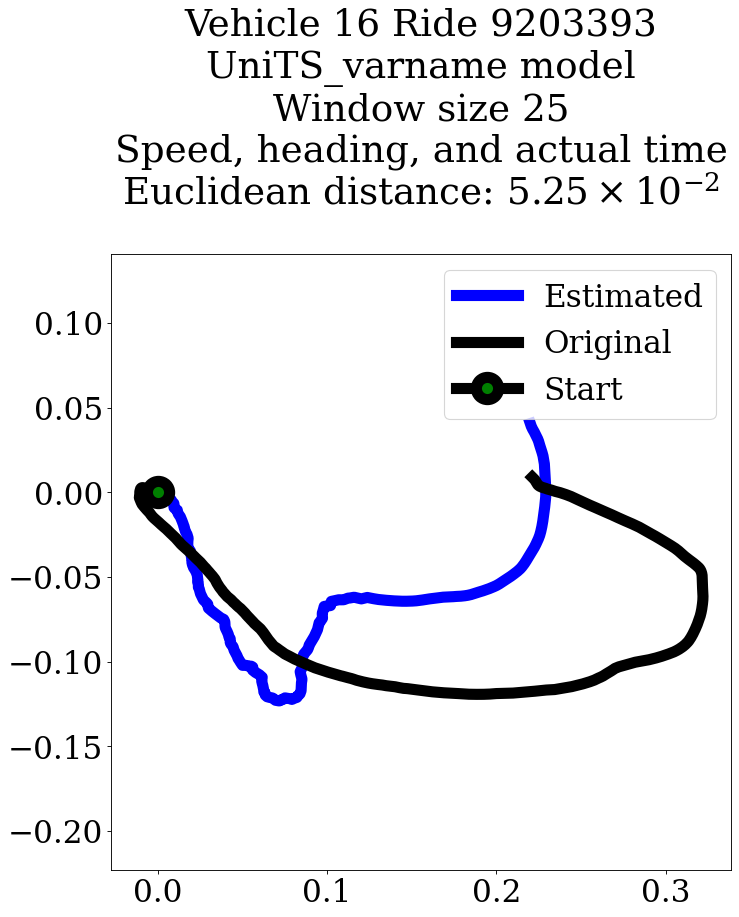 Vehicle 16 Ride 9203393
UniTS_varname model
Window size 25
Speed, heading, and actual time
Euclidean distance: 5.25 × 10⁻²
Estimated
Original
Start
0.10
0.05
0.00
−0.05
−0.10
−0.15
−0.20
0.0 0.1 0.2 0.3